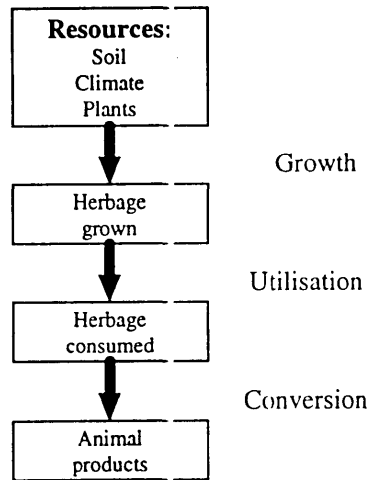 Resources:
Soil
Climate
Plants
Growth
Herbage
grown
Utilisation
Herbage
consumed
Conversion
Animal
products